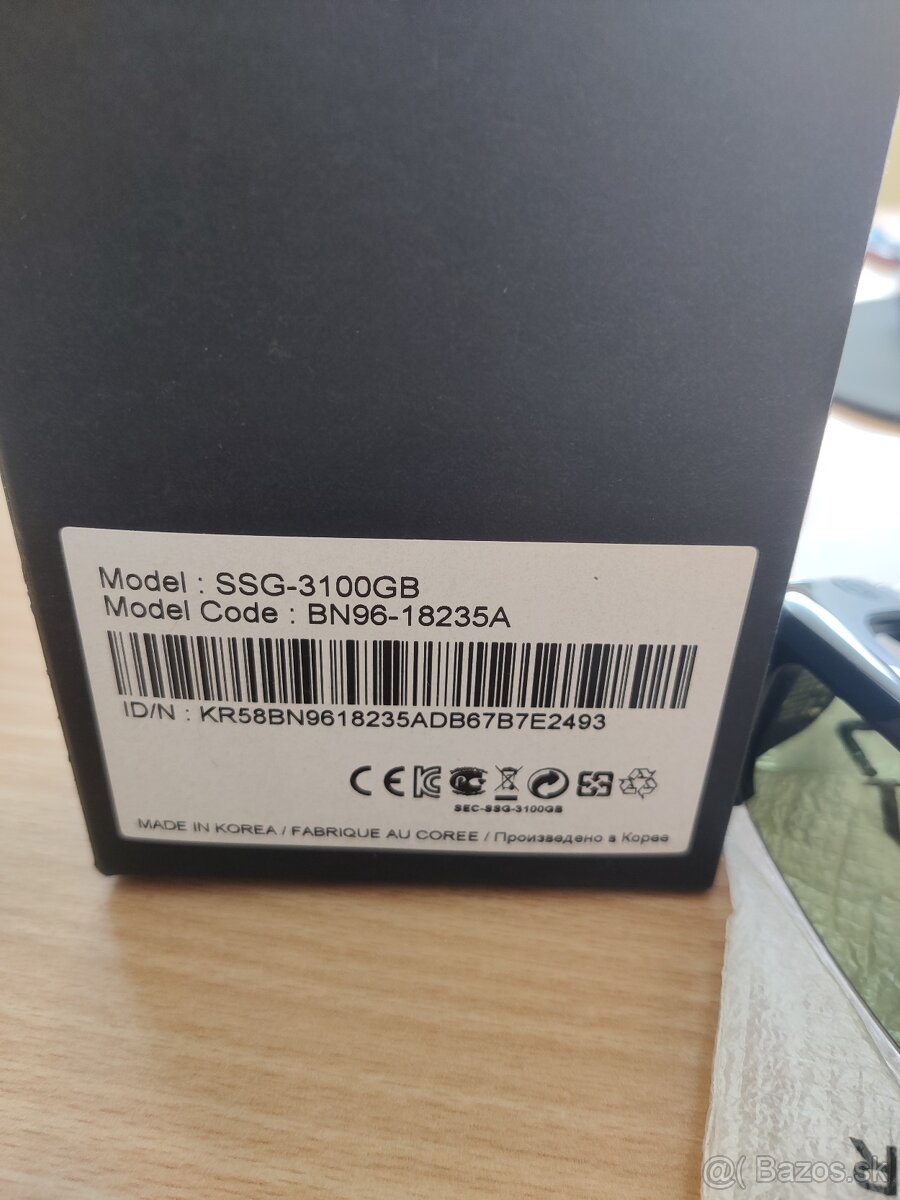 Model : SSG-3100GB
Model Code : BN96-18235A
ID/N : KR58BN9618235ADB67B7E2493
SEC-SSG-3100GB
MADE IN KOREA / FABRIQUE AU COREE / Произведено в Корее
@( Bazos.sk